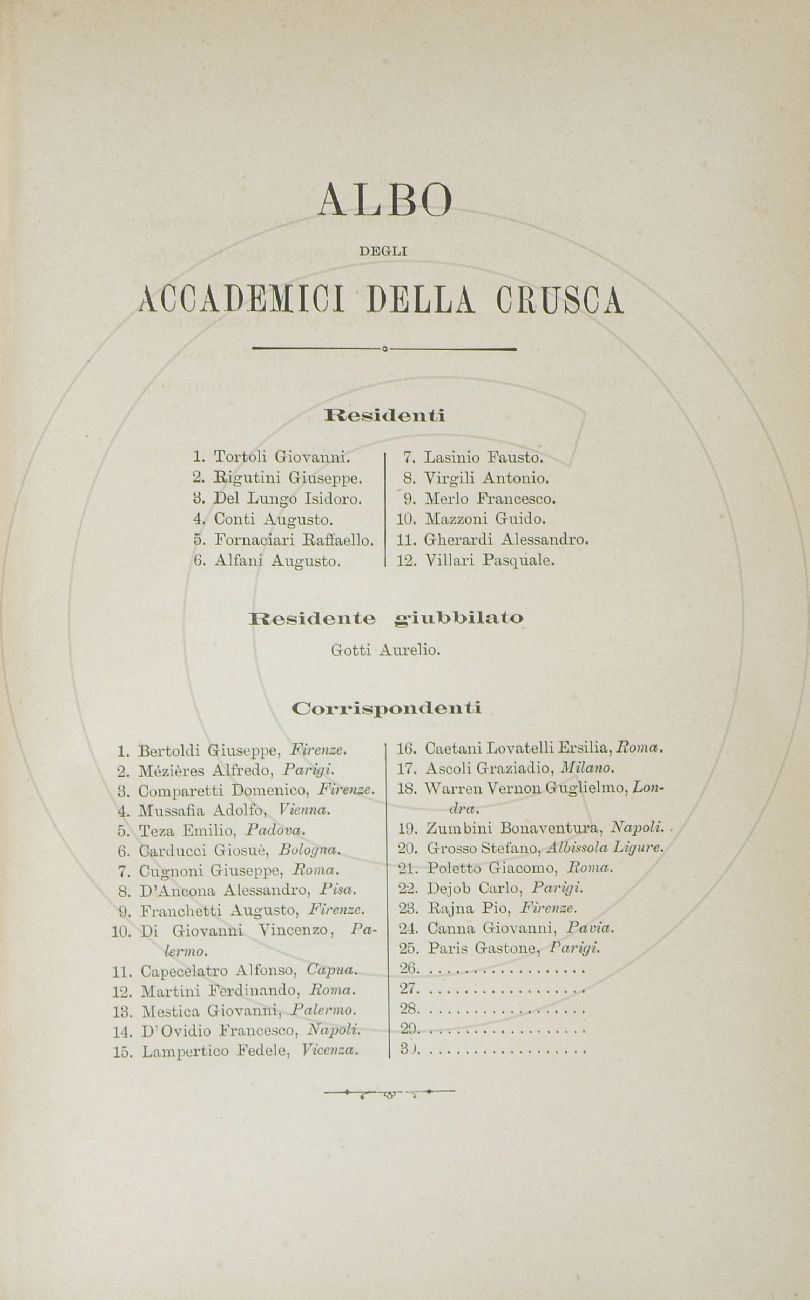 ALBO
DEGLI
ACCADEMICI DELLA CRUSCA
Residenti
1. Tortoli Giovanni.
2. Rigutini Giuseppe.
3. Del Lungo Isidoro.
4. Conti Augusto.
5. Fornaciari Raffaello.
6. Alfani Augusto.
7. Lasinio Fausto.
8. Virgili Antonio.
9. Merlo Francesco.
10. Mazzoni Guido.
11. Gherardi Alessandro.
12. Villari Pasquale.
Residente giubbilato
Gotti Aurelio.
Corrispondenti
1. Bertoldi Giuseppe, Firenze.
2. Mézières Alfredo, Parigi.
3. Comparetti Domenico, Firenze.
4. Mussafia Adolfo, Vienna.
5. Teza Emilio, Padova.
6. Carducci Giosuè, Bologna.
7. Cugnoni Giuseppe, Roma.
8. D'Ancona Alessandro, Pisa.
9. Franchetti Augusto, Firenze.
10. Di Giovanni Vincenzo, Pa-
lermo.
11. Capecelatro Alfonso, Capua.
12. Martini Ferdinando, Roma.
13. Mestica Giovanni, Palermo.
14. D'Ovidio Francesco, Napoli.
15. Lampertico Fedele, Vicenza.
16. Caetani Lovatelli Ersilia, Roma.
17. Ascoli Graziadio, Milano.
18. Warren Vernon Guglielmo, Lon-
dra.
19. Zumbini Bonaventura, Napoli.
20. Grosso Stefano, Albissola Ligure.
21. Poletto Giacomo, Roma.
22. Dejob Carlo, Parigi.
23. Rajna Pio, Firenze.
24. Canna Giovanni, Pavia.
25. Paris Gastone, Parigi.
26. . . . . . . . . . . . . . . . . . .
27. . . . . . . . . . . . . . . . . . .
28. . . . . . . . . . . . . . . . . . .
29. . . . . . . . . . . . . . . . . . .
30. . . . . . . . . . . . . . . . . . .